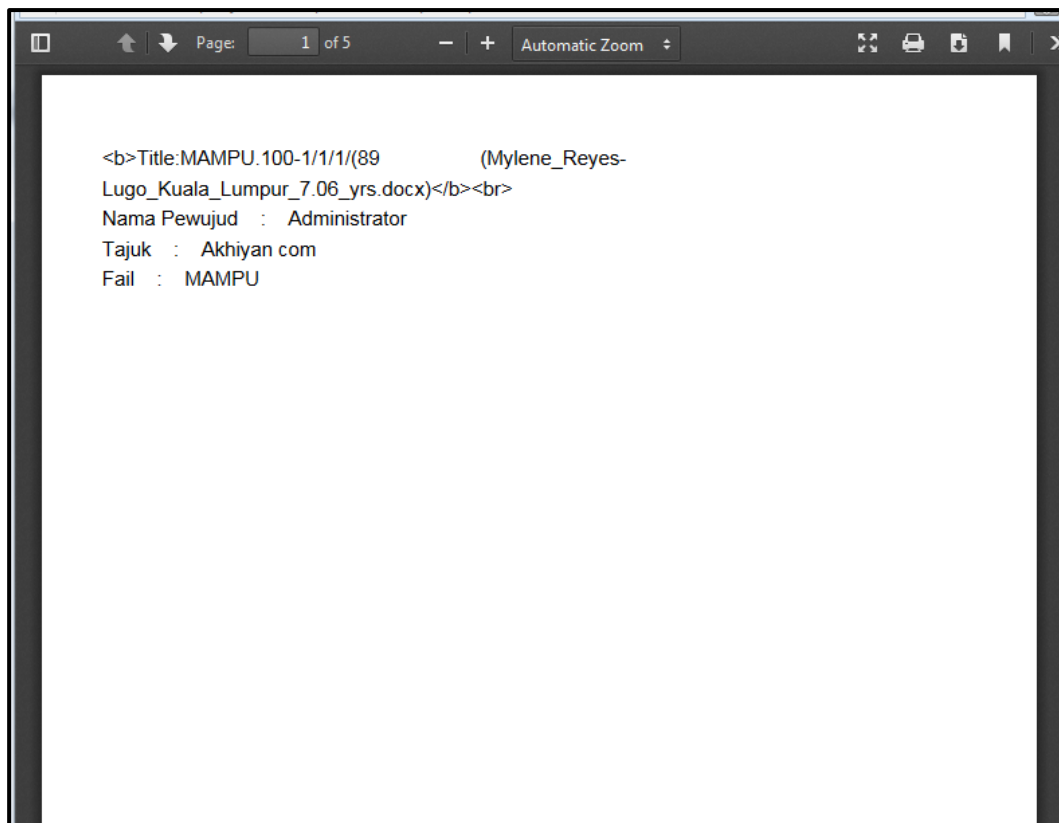 Page: 1 of 5 Automatic Zoom
<b>Title:MAMPU.100-1/1/1/(89 (Mylene_Reyes-
Lugo_Kuala_Lumpur_7.06_yrs.docx)</b><br>
Nama Pewujud : Administrator
Tajuk : Akhiyan com
Fail : MAMPU